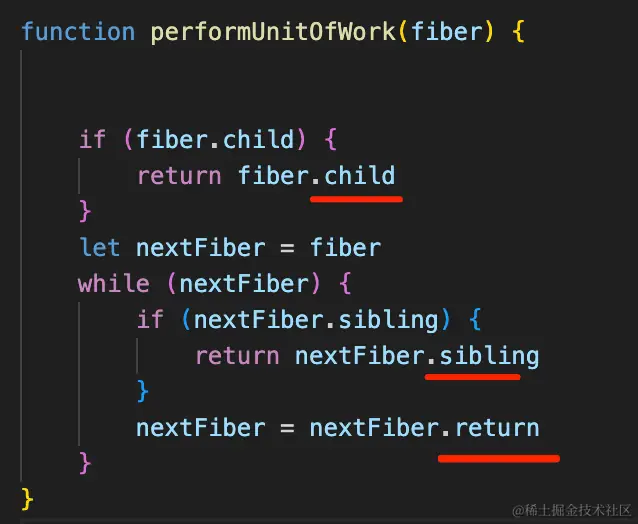 function performUnitOfWork(fiber) {
if (fiber.child) {
return fiber.child
}
let nextFiber = fiber
while (nextFiber) {
if (nextFiber.sibling) {
return nextFiber.sibling
}
nextFiber = nextFiber.return
}
}
@稀土掘金技术社区